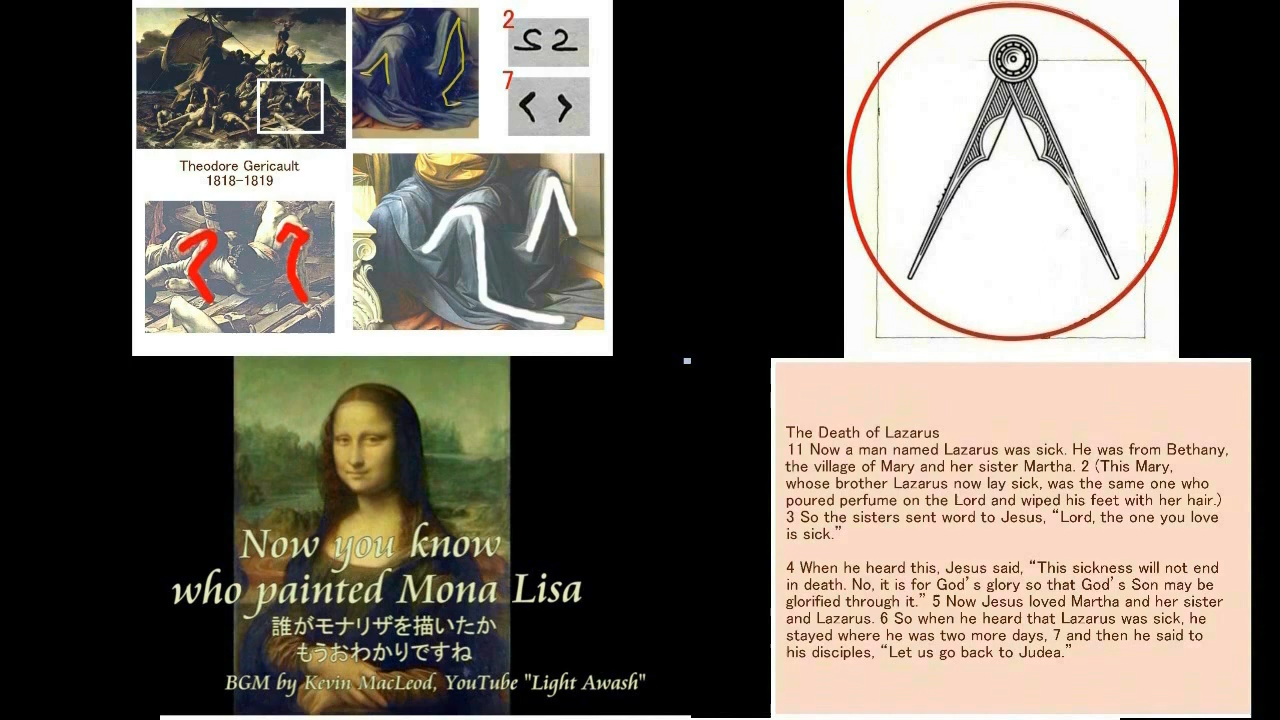 2
7
Theodore Gericault
1818-1819
Now you know
who painted Mona Lisa
誰がモナリザを描いたか
もうおわかりですね
BGM by Kevin MacLeod, YouTube "Light Awash"
The Death of Lazarus
11 Now a man named Lazarus was sick. He was from Bethany,
the village of Mary and her sister Martha. 2 (This Mary,
whose brother Lazarus now lay sick, was the same one who
poured perfume on the Lord and wiped his feet with her hair.)
3 So the sisters sent word to Jesus, “Lord, the one you love
is sick.”
4 When he heard this, Jesus said, “This sickness will not end
in death. No, it is for God’s glory so that God’s Son may be
glorified through it.” 5 Now Jesus loved Martha and her sister
and Lazarus. 6 So when he heard that Lazarus was sick, he
stayed where he was two more days, 7 and then he said to
his disciples, “Let us go back to Judea.”